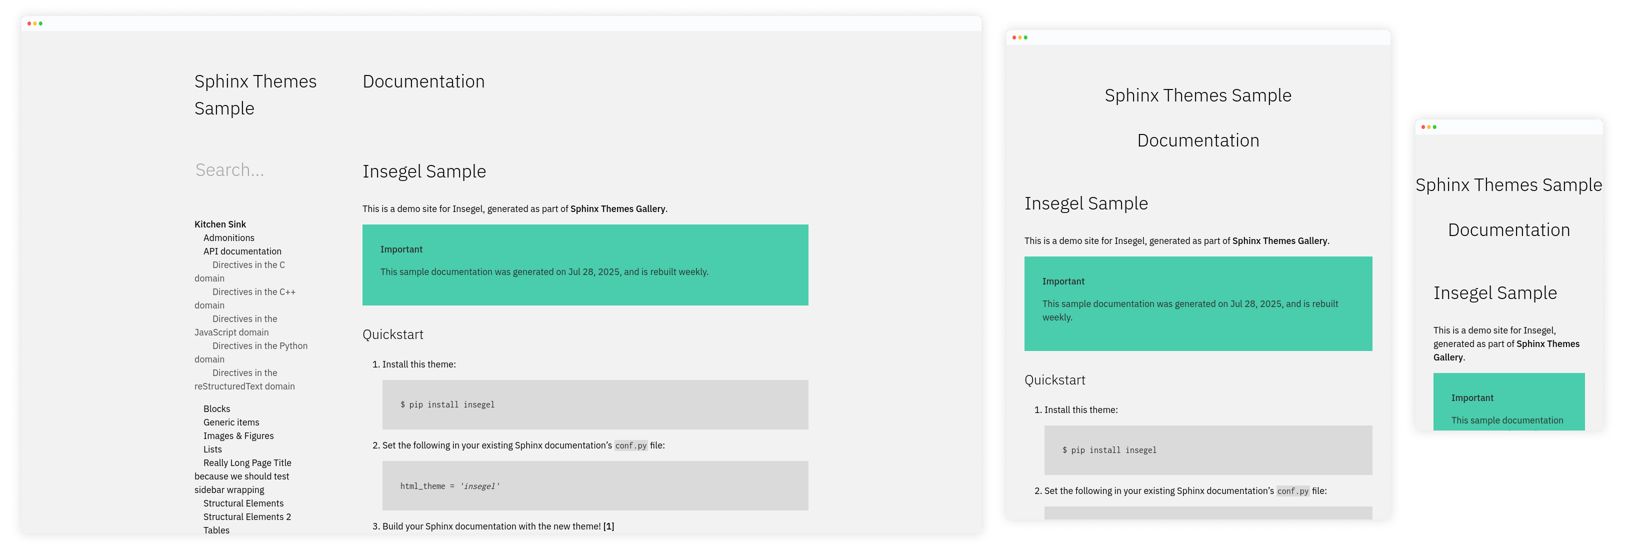 Sphinx Themes
Sample
Search...
Kitchen Sink
Admonitions
API documentation
Directives in the C
domain
Directives in the C++
domain
Directives in the
JavaScript domain
Directives in the Python
domain
Directives in the
reStructuredText domain
Blocks
Generic items
Images & Figures
Lists
Really Long Page Title
because we should test
sidebar wrapping
Structural Elements
Structural Elements 2
Tables
Documentation
Insegel Sample
This is a demo site for Insegel, generated as part of Sphinx Themes Gallery.
Important
This sample documentation was generated on Jul 28, 2025, and is rebuilt weekly.
Quickstart
1. Install this theme:
$ pip install insegel
2. Set the following in your existing Sphinx documentation’s conf.py file:
html_theme = 'insegel'
3. Build your Sphinx documentation with the new theme! [1]
Sphinx Themes Sample
Documentation
Insegel Sample
This is a demo site for Insegel, generated as part of Sphinx Themes Gallery.
Important
This sample documentation was generated on Jul 28, 2025, and is rebuilt
weekly.
Quickstart
1. Install this theme:
$ pip install insegel
2. Set the following in your existing Sphinx documentation’s conf.py file:
Sphinx Themes Sample
Documentation
Insegel Sample
This is a demo site for Insegel,
generated as part of Sphinx Themes
Gallery.
Important
This sample documentation